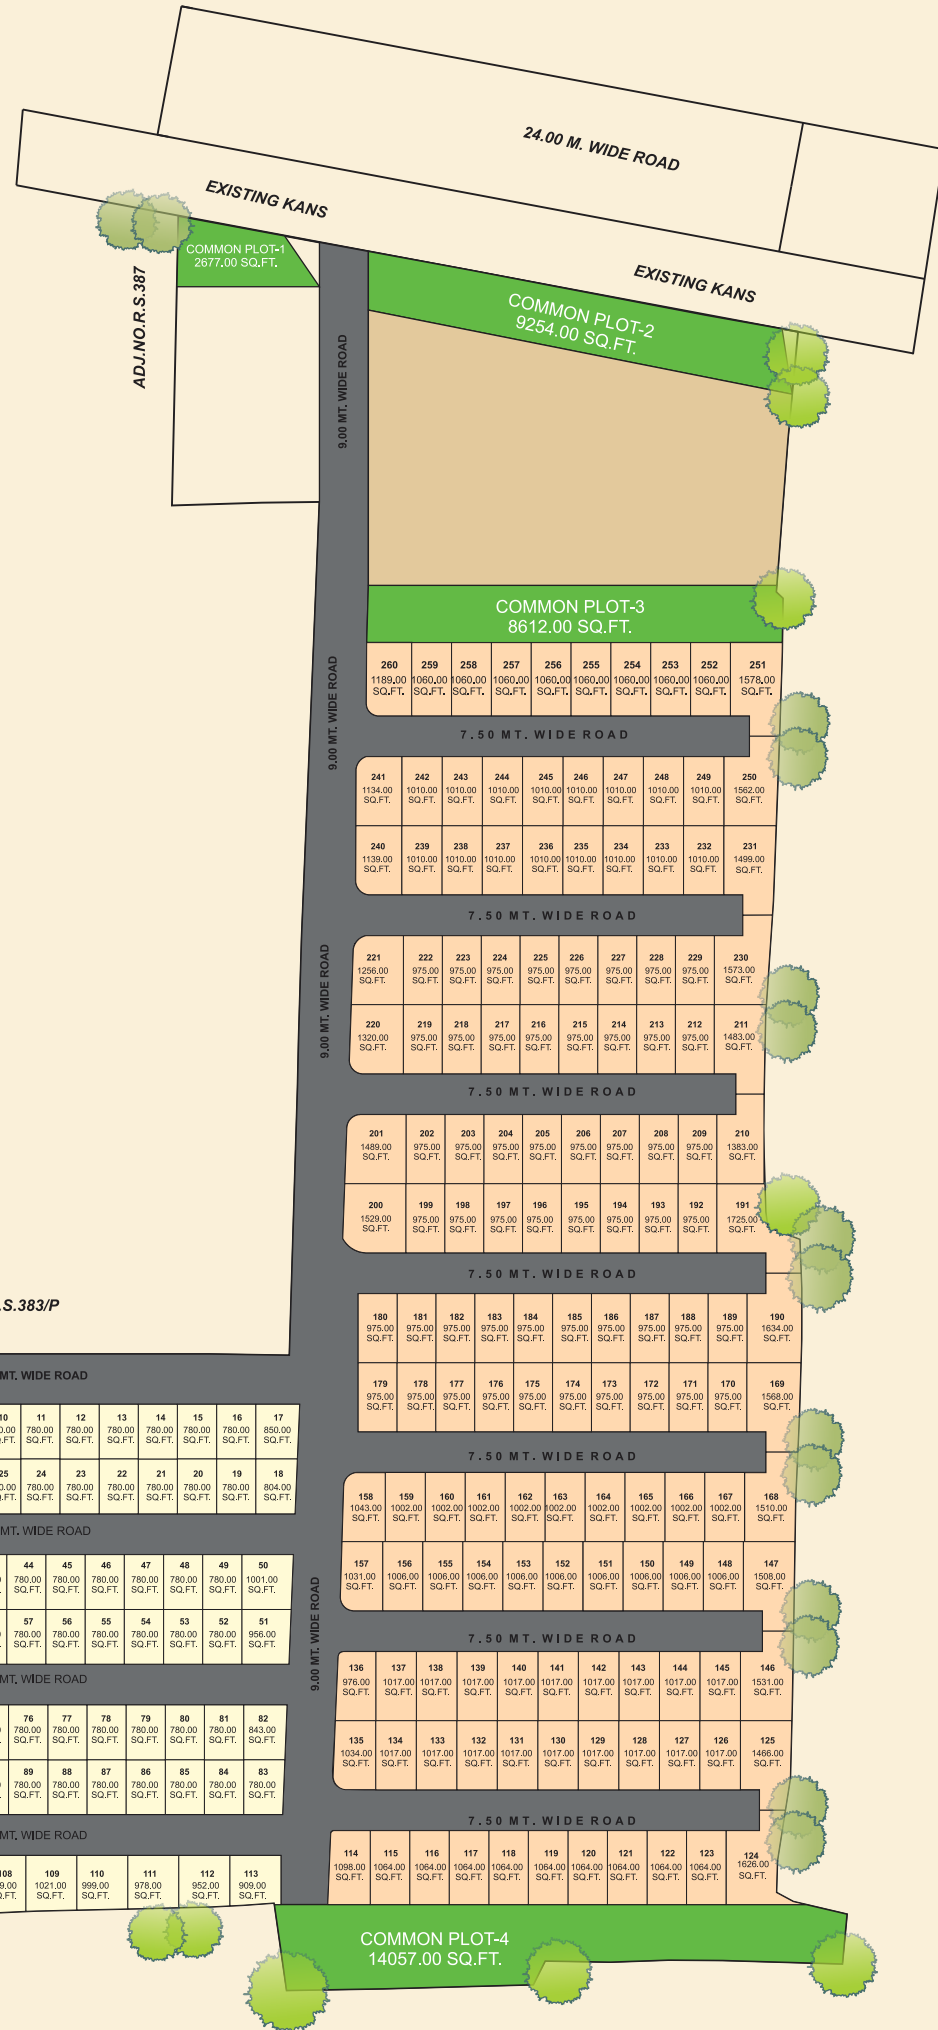 24.00 M. WIDE ROAD
EXISTING KANS
EXISTING KANS
COMMON PLOT-1
2677.00 SQ.FT.
ADJ.NO.R.S.387
COMMON PLOT-2
9254.00 SQ.FT.
9.00 MT. WIDE ROAD
COMMON PLOT-3
8612.00 SQ.FT.
9.00 MT. WIDE ROAD
260 259 258 257 256 255 254 253 252 251
1189.00 1060.00 1060.00 1060.00 1060.00 1060.00 1060.00 1060.00 1060.00 1578.00
SQ.FT. SQ.FT. SQ.FT. SQ.FT. SQ.FT. SQ.FT. SQ.FT. SQ.FT. SQ.FT. SQ.FT.
7.50 MT. WIDE ROAD
241 242 243 244 245 246 247 248 249 250
1134.00 1010.00 1010.00 1010.00 1010.00 1010.00 1010.00 1010.00 1010.00 1562.00
SQ.FT. SQ.FT. SQ.FT. SQ.FT. SQ.FT. SQ.FT. SQ.FT. SQ.FT. SQ.FT. SQ.FT.
240 239 238 237 236 235 234 233 232 231
1139.00 1010.00 1010.00 1010.00 1010.00 1010.00 1010.00 1010.00 1010.00 1499.00
SQ.FT. SQ.FT. SQ.FT. SQ.FT. SQ.FT. SQ.FT. SQ.FT. SQ.FT. SQ.FT. SQ.FT.
7.50 MT. WIDE ROAD
9.00 MT. WIDE ROAD
221 222 223 224 225 226 227 228 229 230
1256.00 975.00 975.00 975.00 975.00 975.00 975.00 975.00 975.00 1573.00
SQ.FT. SQ.FT. SQ.FT. SQ.FT. SQ.FT. SQ.FT. SQ.FT. SQ.FT. SQ.FT. SQ.FT.
220 219 218 217 216 215 214 213 212 211
1320.00 975.00 975.00 975.00 975.00 975.00 975.00 975.00 975.00 1483.00
SQ.FT. SQ.FT. SQ.FT. SQ.FT. SQ.FT. SQ.FT. SQ.FT. SQ.FT. SQ.FT. SQ.FT.
7.50 MT. WIDE ROAD
201 202 203 204 205 206 207 208 209 210
1489.00 975.00 975.00 975.00 975.00 975.00 975.00 975.00 975.00 1383.00
SQ.FT. SQ.FT. SQ.FT. SQ.FT. SQ.FT. SQ.FT. SQ.FT. SQ.FT. SQ.FT. SQ.FT.
200 199 198 197 196 195 194 193 192 191
1529.00 975.00 975.00 975.00 975.00 975.00 975.00 975.00 975.00 1725.00
SQ.FT. SQ.FT. SQ.FT. SQ.FT. SQ.FT. SQ.FT. SQ.FT. SQ.FT. SQ.FT. SQ.FT.
7.50 MT. WIDE ROAD
.S.383/P
180 181 182 183 184 185 186 187 188 189 190
975.00 975.00 975.00 975.00 975.00 975.00 975.00 975.00 975.00 975.00 1634.00
SQ.FT. SQ.FT. SQ.FT. SQ.FT. SQ.FT. SQ.FT. SQ.FT. SQ.FT. SQ.FT. SQ.FT. SQ.FT.
179 178 177 176 175 174 173 172 171 170 169
975.00 975.00 975.00 975.00 975.00 975.00 975.00 975.00 975.00 975.00 1568.00
SQ.FT. SQ.FT. SQ.FT. SQ.FT. SQ.FT. SQ.FT. SQ.FT. SQ.FT. SQ.FT. SQ.FT. SQ.FT.
7.50 MT. WIDE ROAD
158 159 160 161 162 163 164 165 166 167 168
1043.00 1002.00 1002.00 1002.00 1002.00 1002.00 1002.00 1002.00 1002.00 1002.00 1510.00
SQ.FT. SQ.FT. SQ.FT. SQ.FT. SQ.FT. SQ.FT. SQ.FT. SQ.FT. SQ.FT. SQ.FT. SQ.FT.
157 156 155 154 153 152 151 150 149 148 147
1031.00 1006.00 1006.00 1006.00 1006.00 1006.00 1006.00 1006.00 1006.00 1006.00 1508.00
SQ.FT. SQ.FT. SQ.FT. SQ.FT. SQ.FT. SQ.FT. SQ.FT. SQ.FT. SQ.FT. SQ.FT. SQ.FT.
7.50 MT. WIDE ROAD
9.00 MT. WIDE ROAD
136 137 138 139 140 141 142 143 144 145 146
976.00 1017.00 1017.00 1017.00 1017.00 1017.00 1017.00 1017.00 1017.00 1017.00 1531.00
SQ.FT. SQ.FT. SQ.FT. SQ.FT. SQ.FT. SQ.FT. SQ.FT. SQ.FT. SQ.FT. SQ.FT. SQ.FT.
135 134 133 132 131 130 129 128 127 126 125
1034.00 1017.00 1017.00 1017.00 1017.00 1017.00 1017.00 1017.00 1017.00 1017.00 1466.00
SQ.FT. SQ.FT. SQ.FT. SQ.FT. SQ.FT. SQ.FT. SQ.FT. SQ.FT. SQ.FT. SQ.FT. SQ.FT.
7.50 MT. WIDE ROAD
114 115 116 117 118 119 120 121 122 123 124
1098.00 1064.00 1064.00 1064.00 1064.00 1064.00 1064.00 1064.00 1064.00 1064.00 1626.00
SQ.FT. SQ.FT. SQ.FT. SQ.FT. SQ.FT. SQ.FT. SQ.FT. SQ.FT. SQ.FT. SQ.FT. SQ.FT.
MT. WIDE ROAD
10 11 12 13 14 15 16 17
0.00 780.00 780.00 780.00 780.00 780.00 780.00 850.00
Q.FT. SQ.FT. SQ.FT. SQ.FT. SQ.FT. SQ.FT. SQ.FT. SQ.FT.
25 24 23 22 21 20 19 18
0.00 780.00 780.00 780.00 780.00 780.00 780.00 804.00
Q.FT. SQ.FT. SQ.FT. SQ.FT. SQ.FT. SQ.FT. SQ.FT. SQ.FT.
MT. WIDE ROAD
44 45 46 47 48 49 50
780.00 780.00 780.00 780.00 780.00 780.00 1001.00
SQ.FT. SQ.FT. SQ.FT. SQ.FT. SQ.FT. SQ.FT. SQ.FT.
57 56 55 54 53 52 51
780.00 780.00 780.00 780.00 780.00 780.00 956.00
SQ.FT. SQ.FT. SQ.FT. SQ.FT. SQ.FT. SQ.FT. SQ.FT.
MT. WIDE ROAD
76 77 78 79 80 81 82
780.00 780.00 780.00 780.00 780.00 780.00 843.00
SQ.FT. SQ.FT. SQ.FT. SQ.FT. SQ.FT. SQ.FT. SQ.FT.
89 88 87 86 85 84 83
780.00 780.00 780.00 780.00 780.00 780.00 780.00
SQ.FT. SQ.FT. SQ.FT. SQ.FT. SQ.FT. SQ.FT. SQ.FT.
MT. WIDE ROAD
108 109 110 111 112 113
9.00 1021.00 999.00 978.00 952.00 909.00
Q.FT. SQ.FT. SQ.FT. SQ.FT. SQ.FT. SQ.FT.
COMMON PLOT-4
14057.00 SQ.FT.